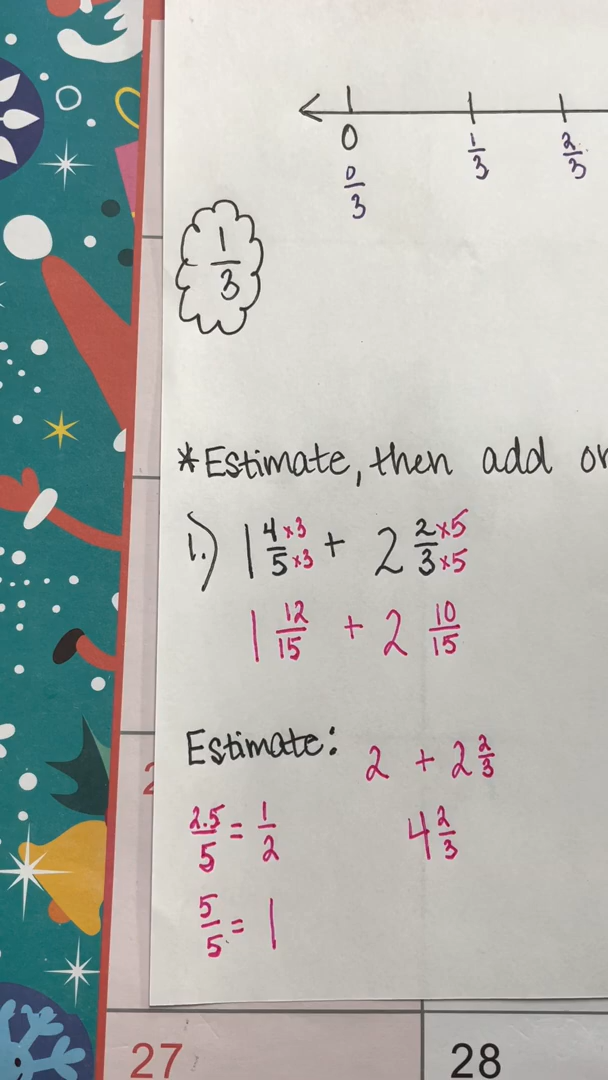 0 1/3 2/3
0/3
1/3
*Estimate, then add or
1.) 1 4/5 ×3/×3 + 2 2/3 ×5/×5
1 12/15 + 2 10/15
Estimate: 2 + 2 2/3
2.5/5 = 1/2 4 2/3
5/5 = 1
27 28